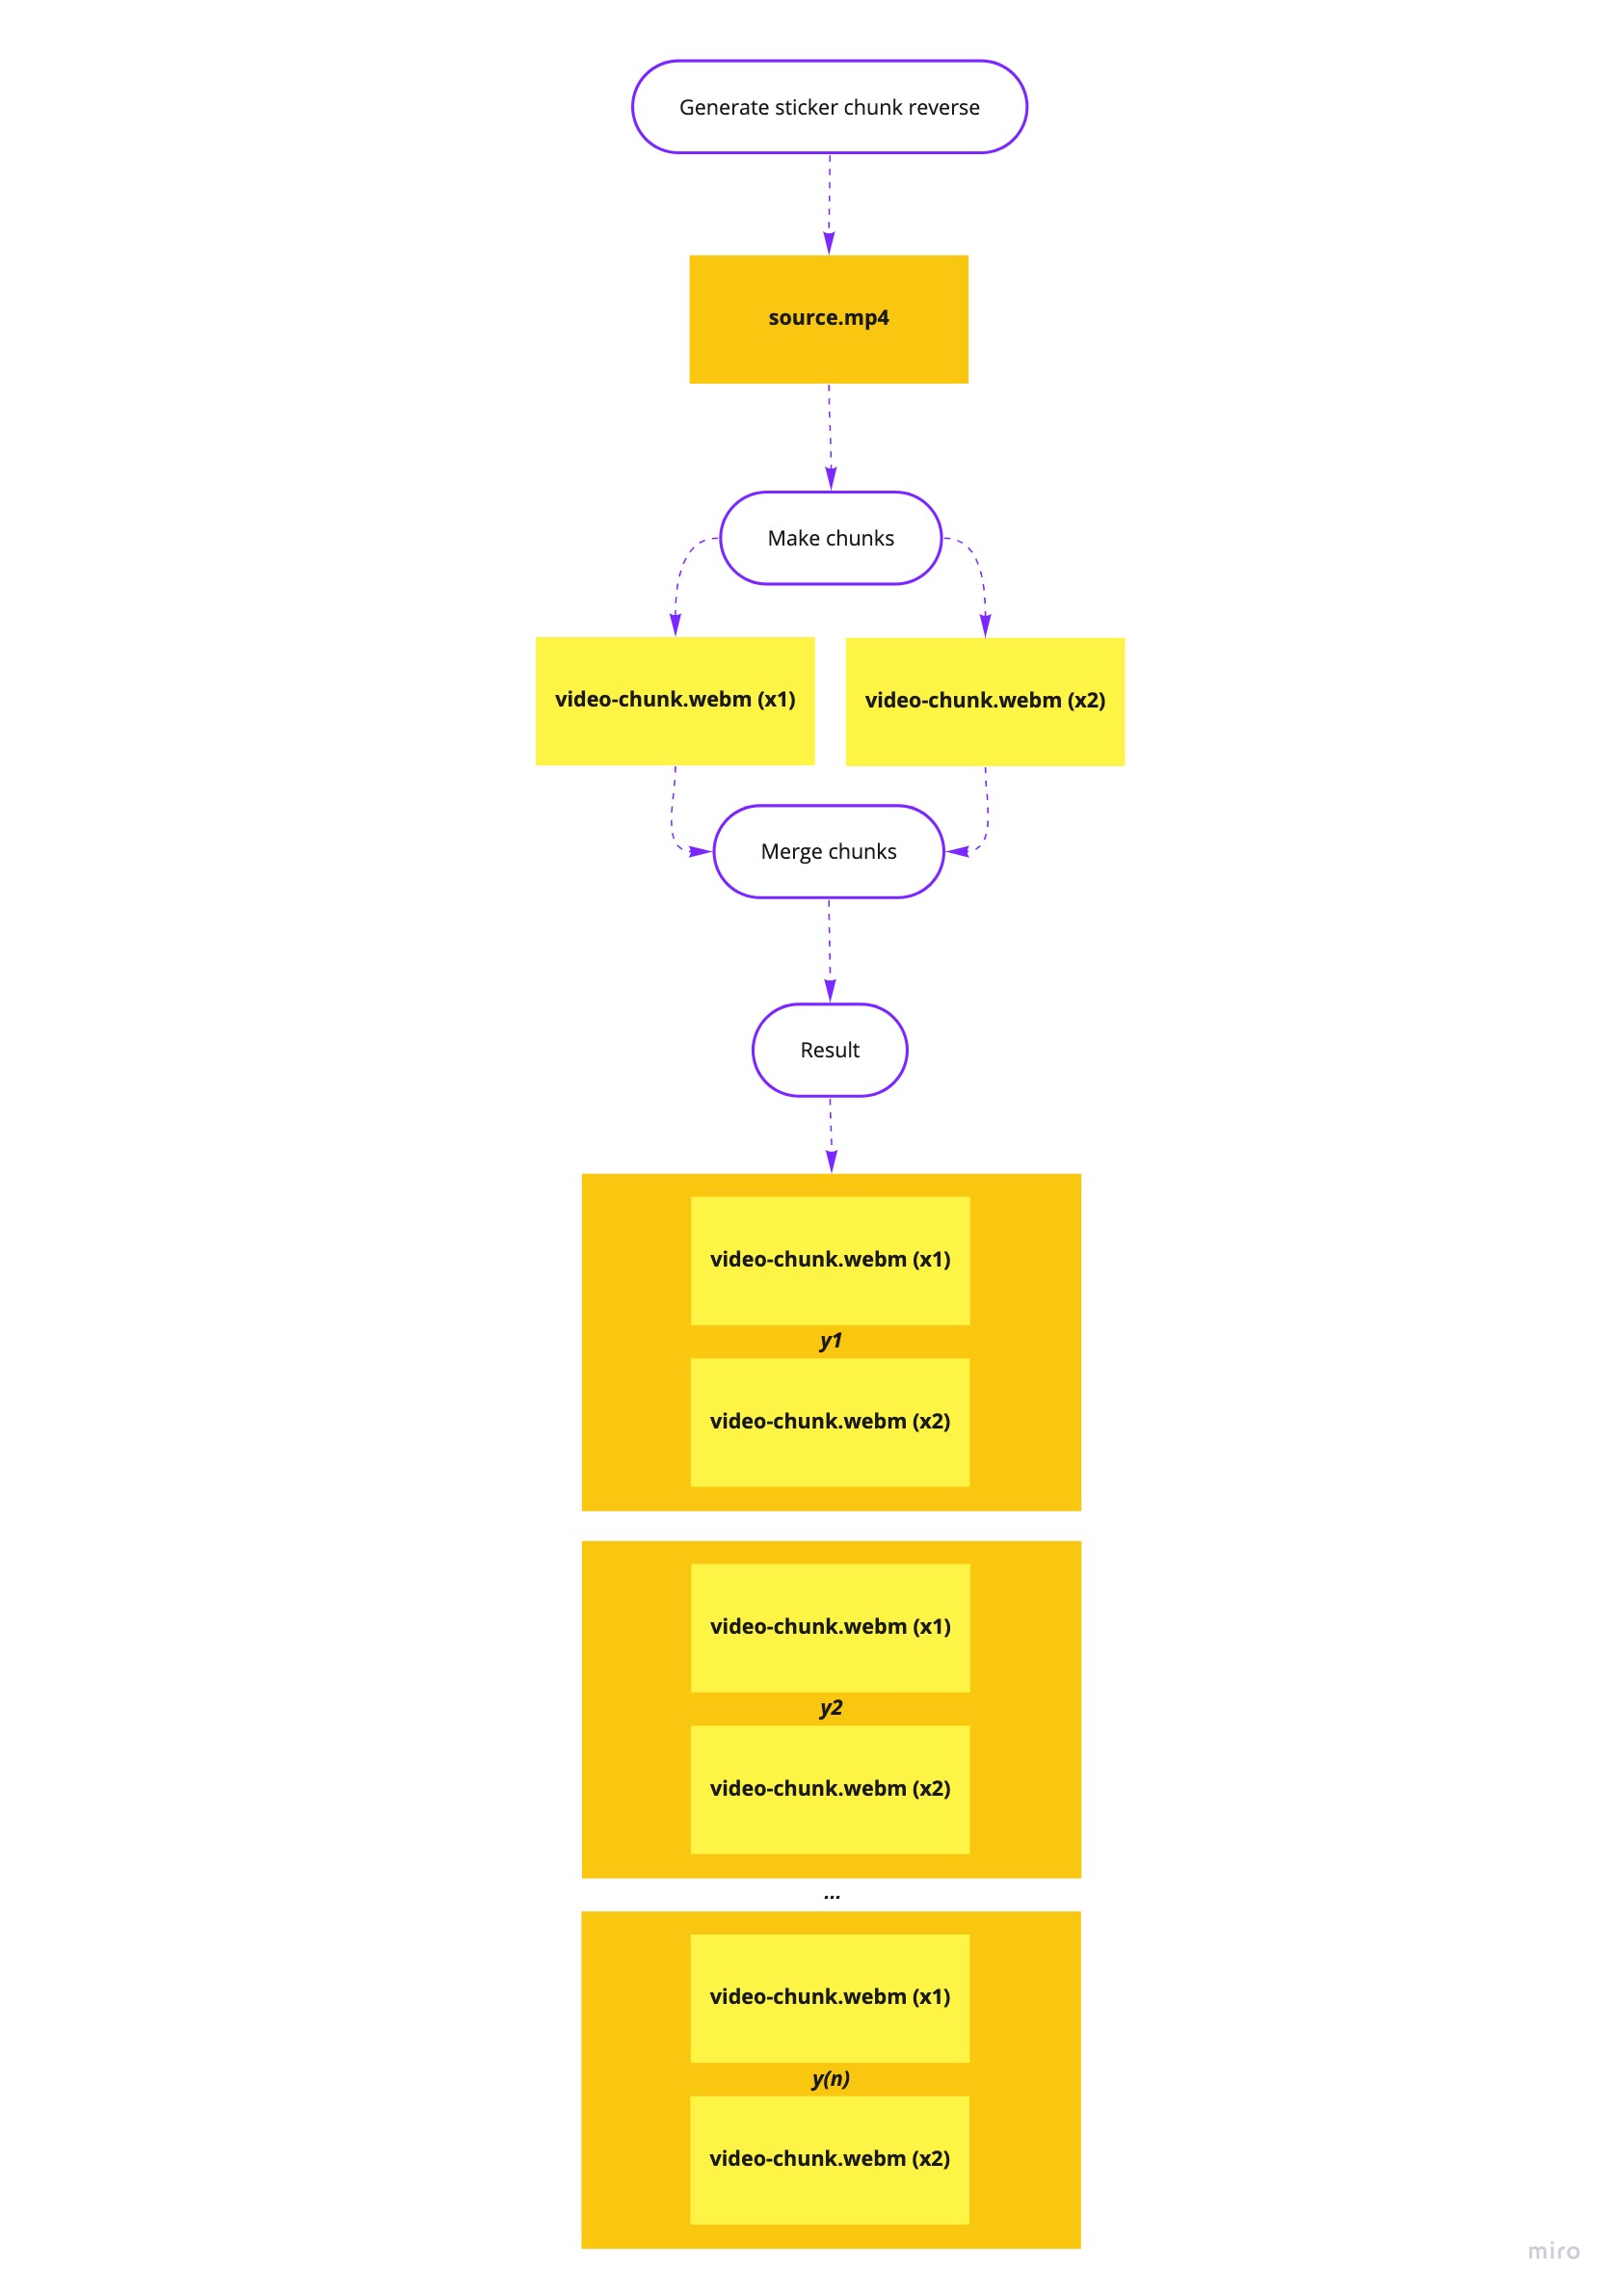 Generate sticker chunk reverse
source.mp4
Make chunks
video-chunk.webm (x1)
video-chunk.webm (x2)
Merge chunks
Result
video-chunk.webm (x1)
y1
video-chunk.webm (x2)
video-chunk.webm (x1)
y2
video-chunk.webm (x2)
...
video-chunk.webm (x1)
y(n)
video-chunk.webm (x2)
miro